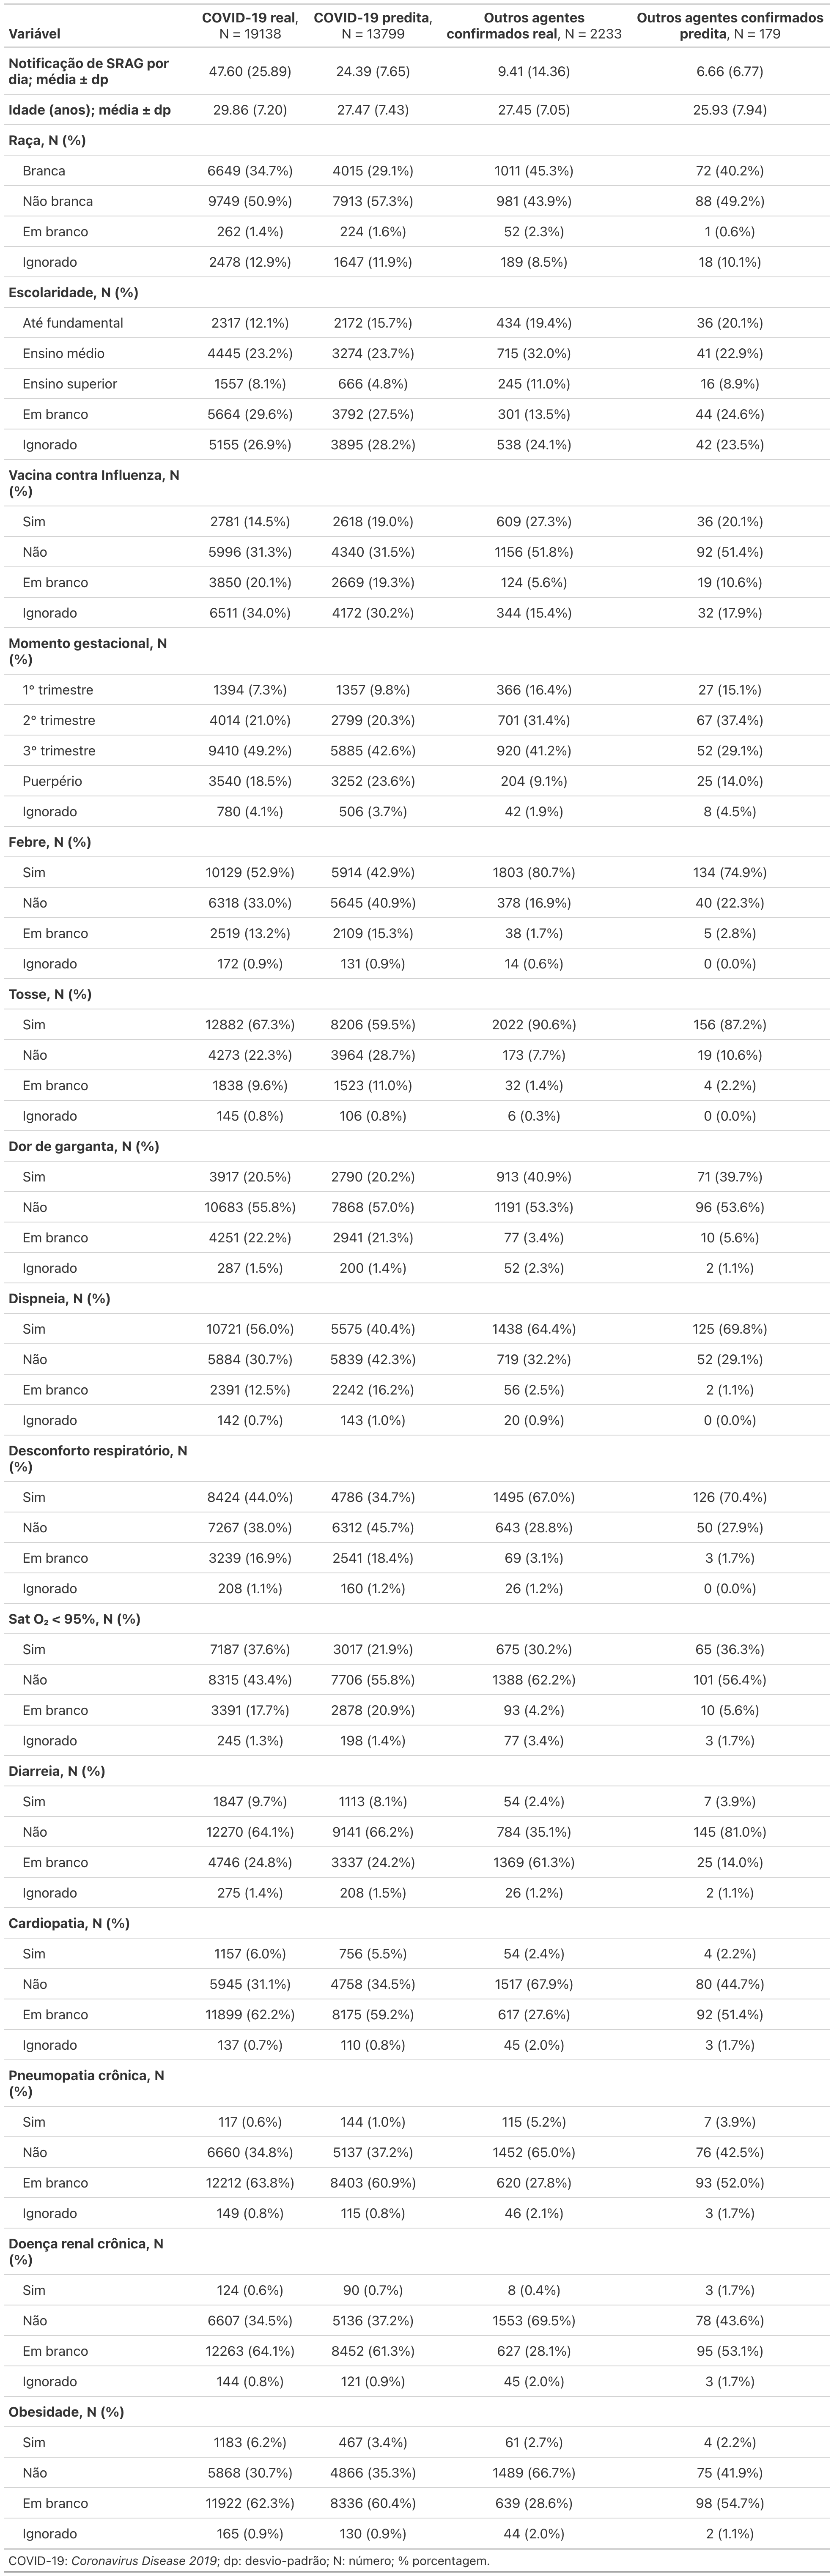 Variável COVID-19 real, N = 19138 COVID-19 predita, N = 13799 Outros agentes confirmados real, N = 2233 Outros agentes confirmados predita, N = 179
Notificação de SRAG por dia; média ± dp 47.60 (25.89) 24.39 (7.65) 9.41 (14.36) 6.66 (6.77)
Idade (anos); média ± dp 29.86 (7.20) 27.47 (7.43) 27.45 (7.05) 25.93 (7.94)
Raça, N (%)
Branca 6649 (34.7%) 4015 (29.1%) 1011 (45.3%) 72 (40.2%)
Não branca 9749 (50.9%) 7913 (57.3%) 981 (43.9%) 88 (49.2%)
Em branco 262 (1.4%) 224 (1.6%) 52 (2.3%) 1 (0.6%)
Ignorado 2478 (12.9%) 1647 (11.9%) 189 (8.5%) 18 (10.1%)
Escolaridade, N (%)
Até fundamental 2317 (12.1%) 2172 (15.7%) 434 (19.4%) 36 (20.1%)
Ensino médio 4445 (23.2%) 3274 (23.7%) 715 (32.0%) 41 (22.9%)
Ensino superior 1557 (8.1%) 666 (4.8%) 245 (11.0%) 16 (8.9%)
Em branco 5664 (29.6%) 3792 (27.5%) 301 (13.5%) 44 (24.6%)
Ignorado 5155 (26.9%) 3895 (28.2%) 538 (24.1%) 42 (23.5%)
Vacina contra Influenza, N (%)
Sim 2781 (14.5%) 2618 (19.0%) 609 (27.3%) 36 (20.1%)
Não 5996 (31.3%) 4340 (31.5%) 1156 (51.8%) 92 (51.4%)
Em branco 3850 (20.1%) 2669 (19.3%) 124 (5.6%) 19 (10.6%)
Ignorado 6511 (34.0%) 4172 (30.2%) 344 (15.4%) 32 (17.9%)
Momento gestacional, N (%)
1° trimestre 1394 (7.3%) 1357 (9.8%) 366 (16.4%) 27 (15.1%)
2° trimestre 4014 (21.0%) 2799 (20.3%) 701 (31.4%) 67 (37.4%)
3° trimestre 9410 (49.2%) 5885 (42.6%) 920 (41.2%) 52 (29.1%)
Puerpério 3540 (18.5%) 3252 (23.6%) 204 (9.1%) 25 (14.0%)
Ignorado 780 (4.1%) 506 (3.7%) 42 (1.9%) 8 (4.5%)
Febre, N (%)
Sim 10129 (52.9%) 5914 (42.9%) 1803 (80.7%) 134 (74.9%)
Não 6318 (33.0%) 5645 (40.9%) 378 (16.9%) 40 (22.3%)
Em branco 2519 (13.2%) 2109 (15.3%) 38 (1.7%) 5 (2.8%)
Ignorado 172 (0.9%) 131 (0.9%) 14 (0.6%) 0 (0.0%)
Tosse, N (%)
Sim 12882 (67.3%) 8206 (59.5%) 2022 (90.6%) 156 (87.2%)
Não 4273 (22.3%) 3964 (28.7%) 173 (7.7%) 19 (10.6%)
Em branco 1838 (9.6%) 1523 (11.0%) 32 (1.4%) 4 (2.2%)
Ignorado 145 (0.8%) 106 (0.8%) 6 (0.3%) 0 (0.0%)
Dor de garganta, N (%)
Sim 3917 (20.5%) 2790 (20.2%) 913 (40.9%) 71 (39.7%)
Não 10683 (55.8%) 7868 (57.0%) 1191 (53.3%) 96 (53.6%)
Em branco 4251 (22.2%) 2941 (21.3%) 77 (3.4%) 10 (5.6%)
Ignorado 287 (1.5%) 200 (1.4%) 52 (2.3%) 2 (1.1%)
Dispneia, N (%)
Sim 10721 (56.0%) 5575 (40.4%) 1438 (64.4%) 125 (69.8%)
Não 5884 (30.7%) 5839 (42.3%) 719 (32.2%) 52 (29.1%)
Em branco 2391 (12.5%) 2242 (16.2%) 56 (2.5%) 2 (1.1%)
Ignorado 142 (0.7%) 143 (1.0%) 20 (0.9%) 0 (0.0%)
Desconforto respiratório, N (%)
Sim 8424 (44.0%) 4786 (34.7%) 1495 (67.0%) 126 (70.4%)
Não 7267 (38.0%) 6312 (45.7%) 643 (28.8%) 50 (27.9%)
Em branco 3239 (16.9%) 2541 (18.4%) 69 (3.1%) 3 (1.7%)
Ignorado 208 (1.1%) 160 (1.2%) 26 (1.2%) 0 (0.0%)
Sat O₂ < 95%, N (%)
Sim 7187 (37.6%) 3017 (21.9%) 675 (30.2%) 65 (36.3%)
Não 8315 (43.4%) 7706 (55.8%) 1388 (62.2%) 101 (56.4%)
Em branco 3391 (17.7%) 2878 (20.9%) 93 (4.2%) 10 (5.6%)
Ignorado 245 (1.3%) 198 (1.4%) 77 (3.4%) 3 (1.7%)
Diarreia, N (%)
Sim 1847 (9.7%) 1113 (8.1%) 54 (2.4%) 7 (3.9%)
Não 12270 (64.1%) 9141 (66.2%) 784 (35.1%) 145 (81.0%)
Em branco 4746 (24.8%) 3337 (24.2%) 1369 (61.3%) 25 (14.0%)
Ignorado 275 (1.4%) 208 (1.5%) 26 (1.2%) 2 (1.1%)
Cardiopatia, N (%)
Sim 1157 (6.0%) 756 (5.5%) 54 (2.4%) 4 (2.2%)
Não 5945 (31.1%) 4758 (34.5%) 1517 (67.9%) 80 (44.7%)
Em branco 11899 (62.2%) 8175 (59.2%) 617 (27.6%) 92 (51.4%)
Ignorado 137 (0.7%) 110 (0.8%) 45 (2.0%) 3 (1.7%)
Pneumopatia crônica, N (%)
Sim 117 (0.6%) 144 (1.0%) 115 (5.2%) 7 (3.9%)
Não 6660 (34.8%) 5137 (37.2%) 1452 (65.0%) 76 (42.5%)
Em branco 12212 (63.8%) 8403 (60.9%) 620 (27.8%) 93 (52.0%)
Ignorado 149 (0.8%) 115 (0.8%) 46 (2.1%) 3 (1.7%)
Doença renal crônica, N (%)
Sim 124 (0.6%) 90 (0.7%) 8 (0.4%) 3 (1.7%)
Não 6607 (34.5%) 5136 (37.2%) 1553 (69.5%) 78 (43.6%)
Em branco 12263 (64.1%) 8452 (61.3%) 627 (28.1%) 95 (53.1%)
Ignorado 144 (0.8%) 121 (0.9%) 45 (2.0%) 3 (1.7%)
Obesidade, N (%)
Sim 1183 (6.2%) 467 (3.4%) 61 (2.7%) 4 (2.2%)
Não 5868 (30.7%) 4866 (35.3%) 1489 (66.7%) 75 (41.9%)
Em branco 11922 (62.3%) 8336 (60.4%) 639 (28.6%) 98 (54.7%)
Ignorado 165 (0.9%) 130 (0.9%) 44 (2.0%) 2 (1.1%)
COVID-19: Coronavirus Disease 2019; dp: desvio-padrão; N: número; % porcentagem.